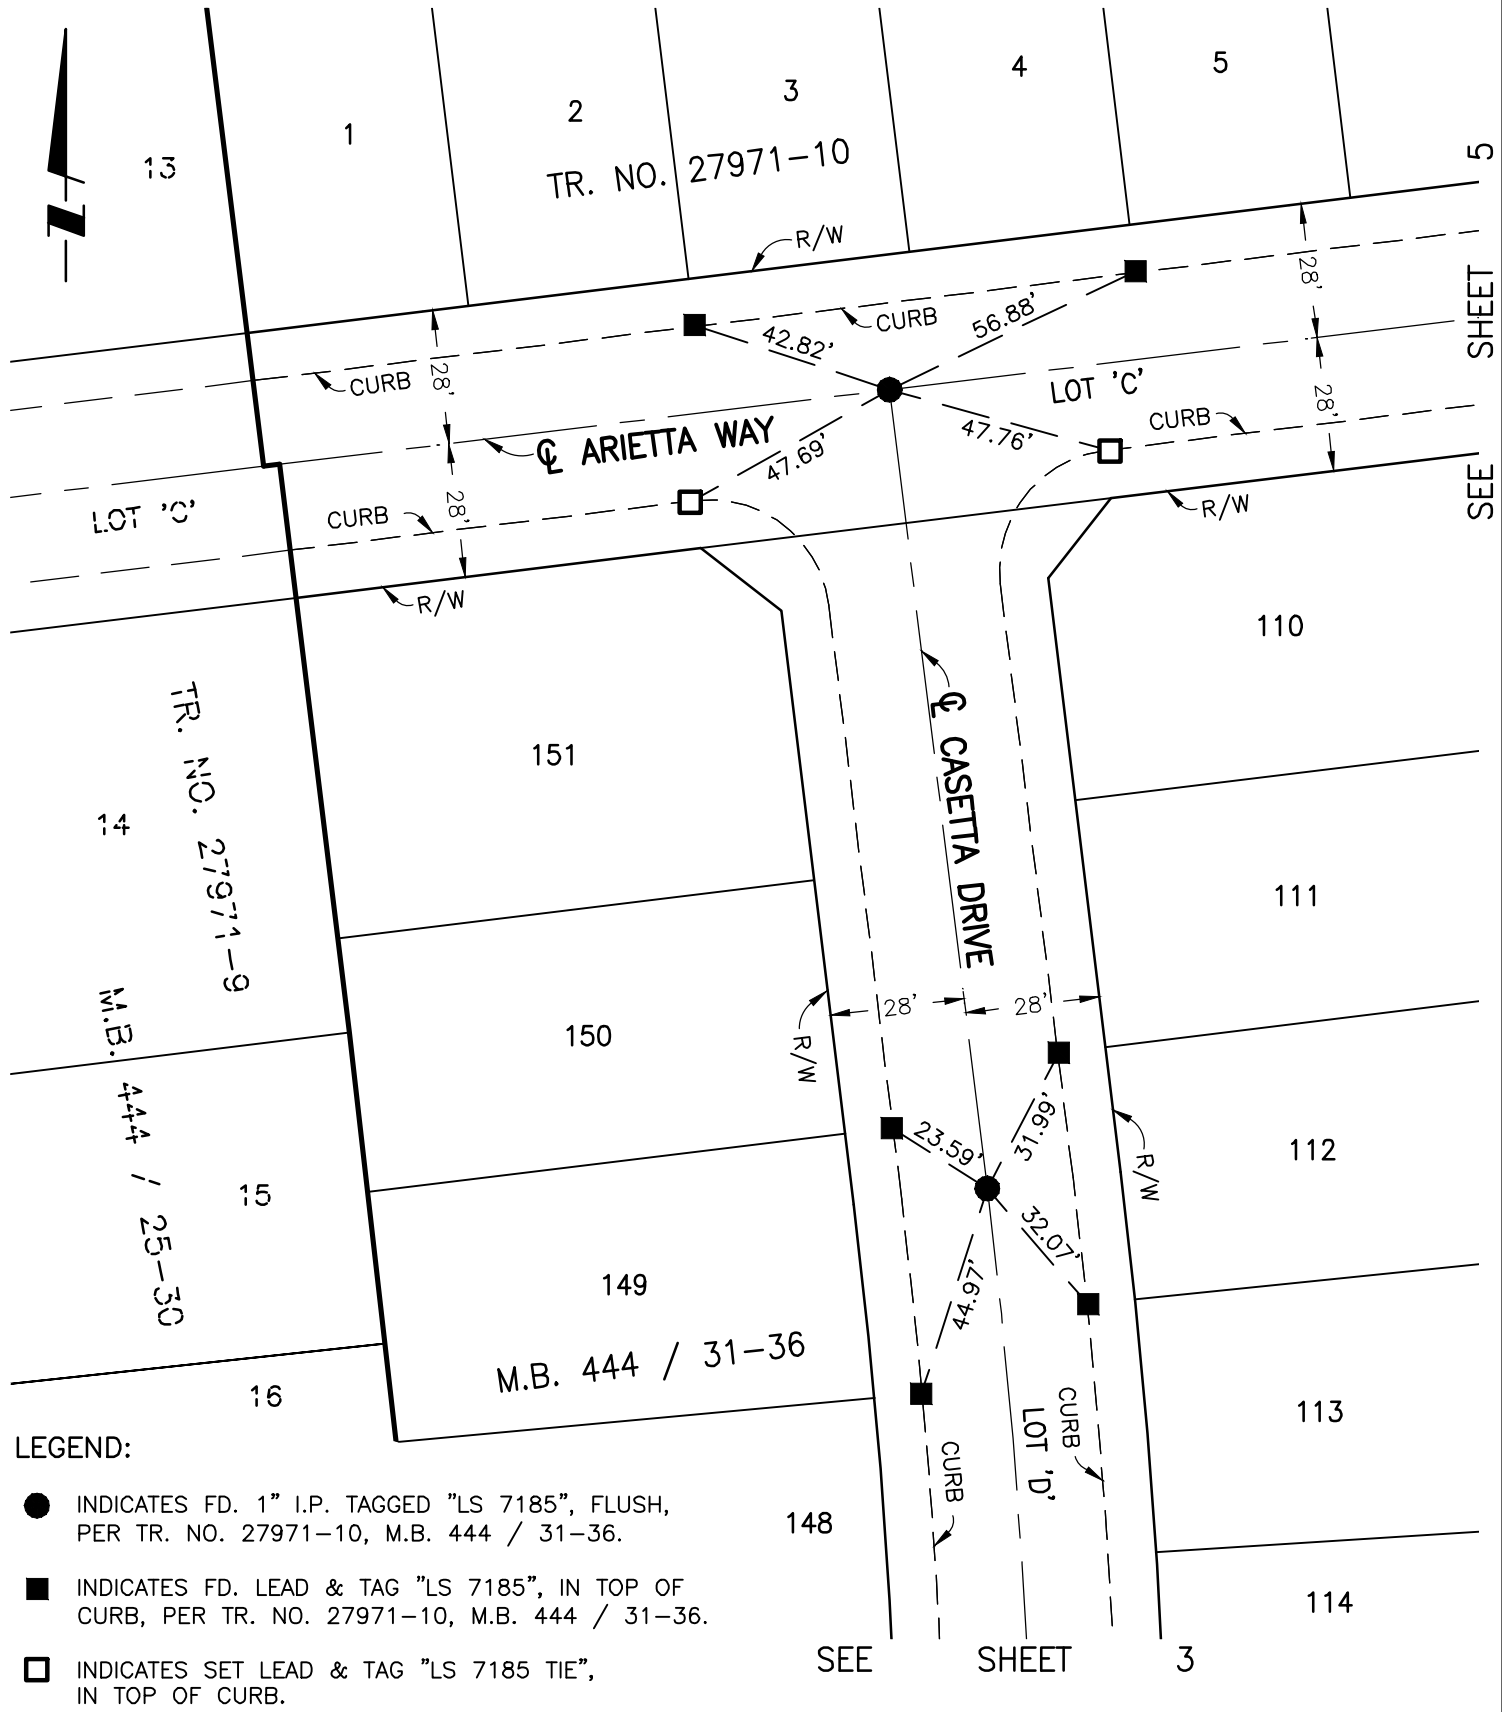 13
1
2
3
4
5
TR. NO. 27971-10
R/W
5
SHEET
SEE
28'
28'
42.82'
CURB
56.88'
CURB
28'
LOT 'C'
28'
CURB
℄ ARIETTA WAY
47.69'
47.76'
LOT 'C'
CURB
28'
R/W
R/W
110
℄ CASETTA DRIVE
TR. NO. 27971-9
151
14
111
M.B. 444 / 25-30
150
R/W
28'
28'
23.59'
31.99'
R/W
112
15
32.07'
44.97'
149
M.B. 444 / 31-36
16
CURB
LOT 'D'
CURB
113
148
114
LEGEND:
INDICATES FD. 1" I.P. TAGGED "LS 7185", FLUSH,
PER TR. NO. 27971-10, M.B. 444 / 31-36.
INDICATES FD. LEAD & TAG "LS 7185", IN TOP OF
CURB, PER TR. NO. 27971-10, M.B. 444 / 31-36.
INDICATES SET LEAD & TAG "LS 7185 TIE",
IN TOP OF CURB.
SEE SHEET 3